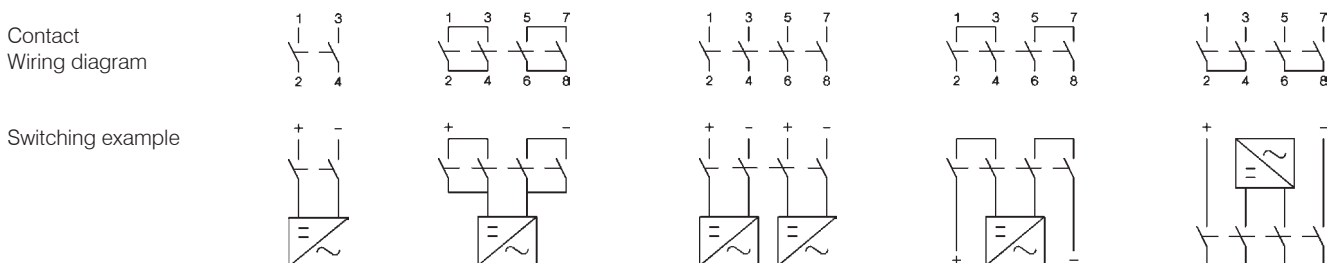 Contact
Wiring diagram
1 3
2 4
1 3 5 7
2 4 6 8
1 3 5 7
2 4 6 8
1 3 5 7
2 4 6 8
1 3 5 7
2 4 6 8
Switching example
+ −
=
~
+ −
=
~
+ − + −
=
~
=
~
=
~
+ −
+ −
=
~